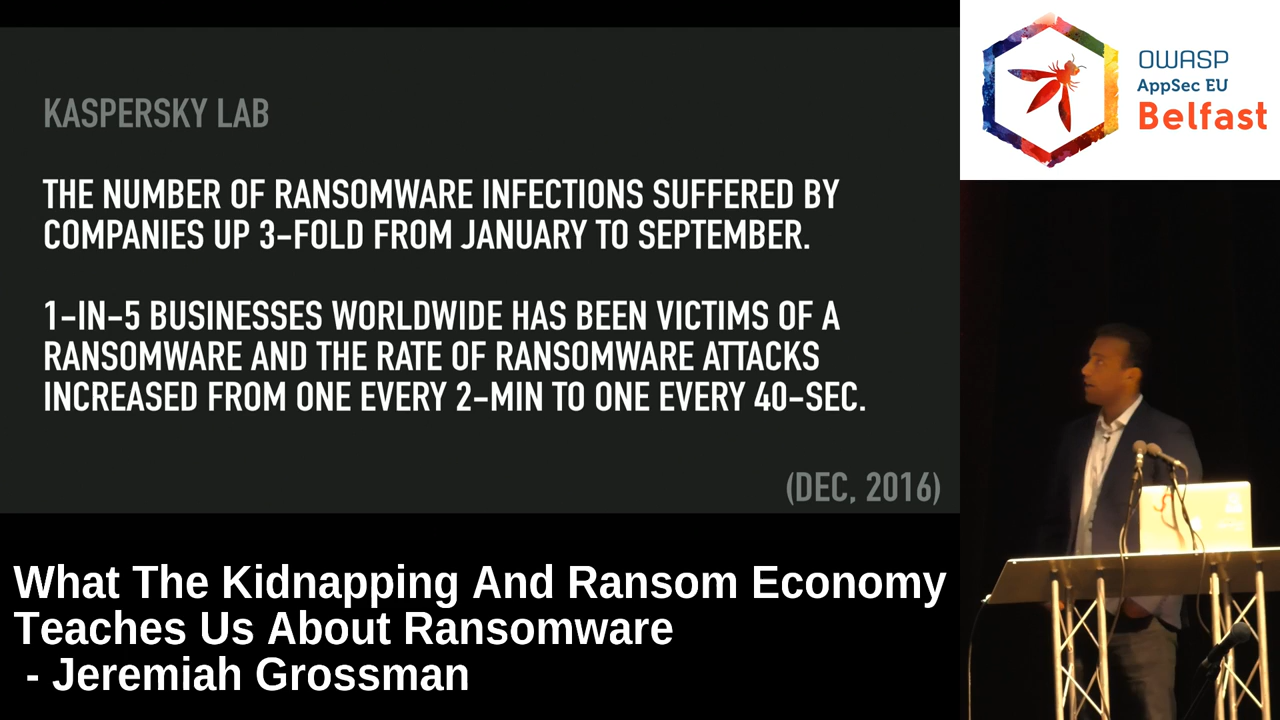 KASPERSKY LAB
THE NUMBER OF RANSOMWARE INFECTIONS SUFFERED BY
COMPANIES UP 3-FOLD FROM JANUARY TO SEPTEMBER.
1-IN-5 BUSINESSES WORLDWIDE HAS BEEN VICTIMS OF A
RANSOMWARE AND THE RATE OF RANSOMWARE ATTACKS
INCREASED FROM ONE EVERY 2-MIN TO ONE EVERY 40-SEC.
(DEC, 2016)
OWASP
AppSec EU
Belfast
What The Kidnapping And Ransom Economy
Teaches Us About Ransomware
- Jeremiah Grossman